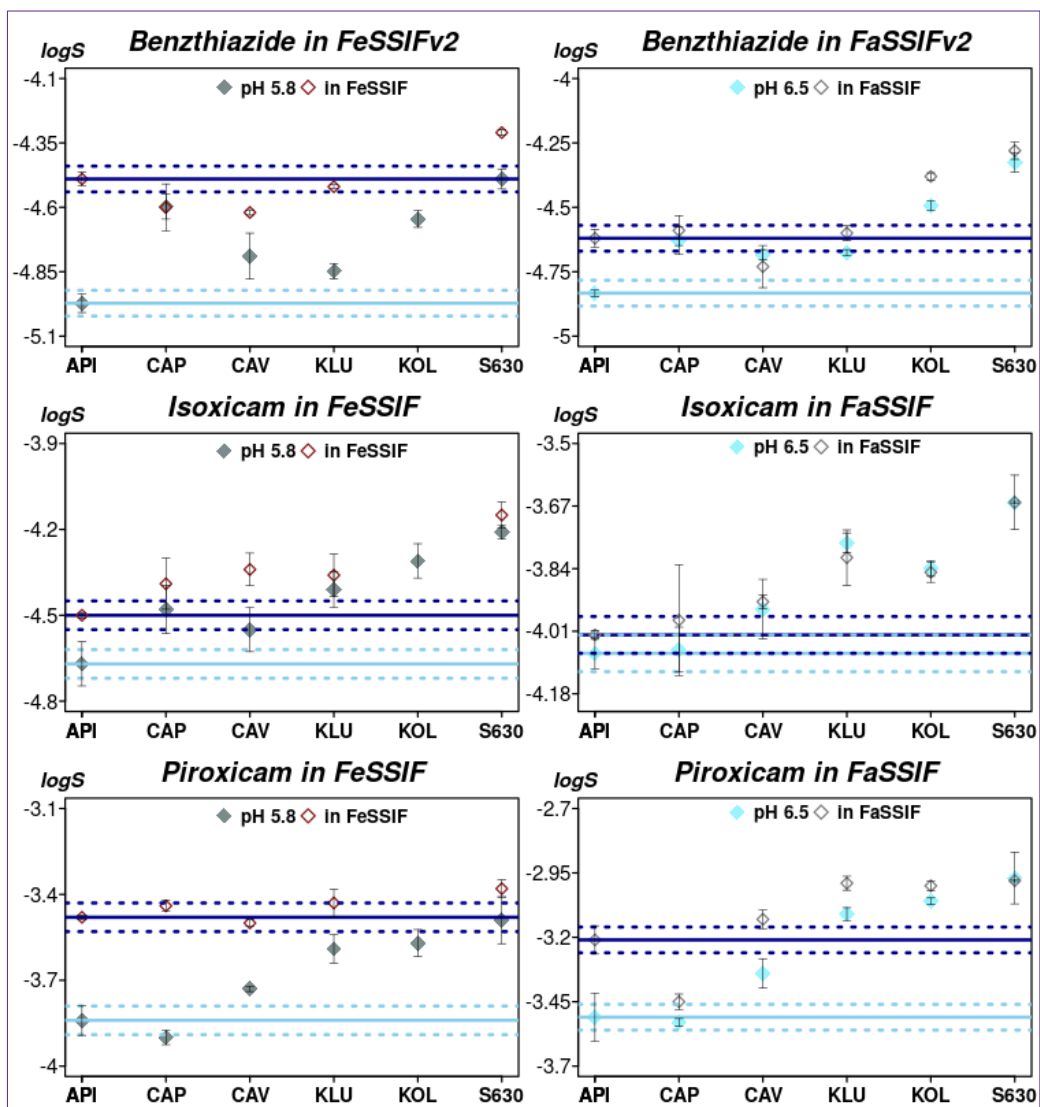 Benzthiazide in FeSSIFv2
logS
pH 5.8 in FeSSIF
-4.1
-4.35
-4.6
-4.85
-5.1
API CAP CAV KLU KOL S630
Benzthiazide in FaSSIFv2
logS
pH 6.5 in FaSSIF
-4
-4.25
-4.5
-4.75
-5
API CAP CAV KLU KOL S630
Isoxicam in FeSSIF
logS
pH 5.8 in FeSSIF
-3.9
-4.2
-4.5
-4.8
API CAP CAV KLU KOL S630
Isoxicam in FaSSIF
logS
pH 6.5 in FaSSIF
-3.5
-3.67
-3.84
-4.01
-4.18
API CAP CAV KLU KOL S630
Piroxicam in FeSSIF
logS
pH 5.8 in FeSSIF
-3.1
-3.4
-3.7
-4
API CAP CAV KLU KOL S630
Piroxicam in FaSSIF
logS
pH 6.5 in FaSSIF
-2.7
-2.95
-3.2
-3.45
-3.7
API CAP CAV KLU KOL S630